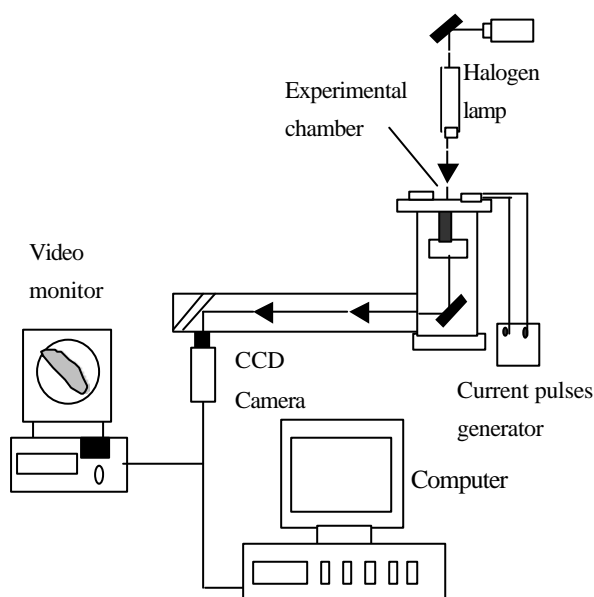 Halogen
lamp
Experimental
chamber
Video
monitor
CCD
Camera
Current pulses
generator
Computer